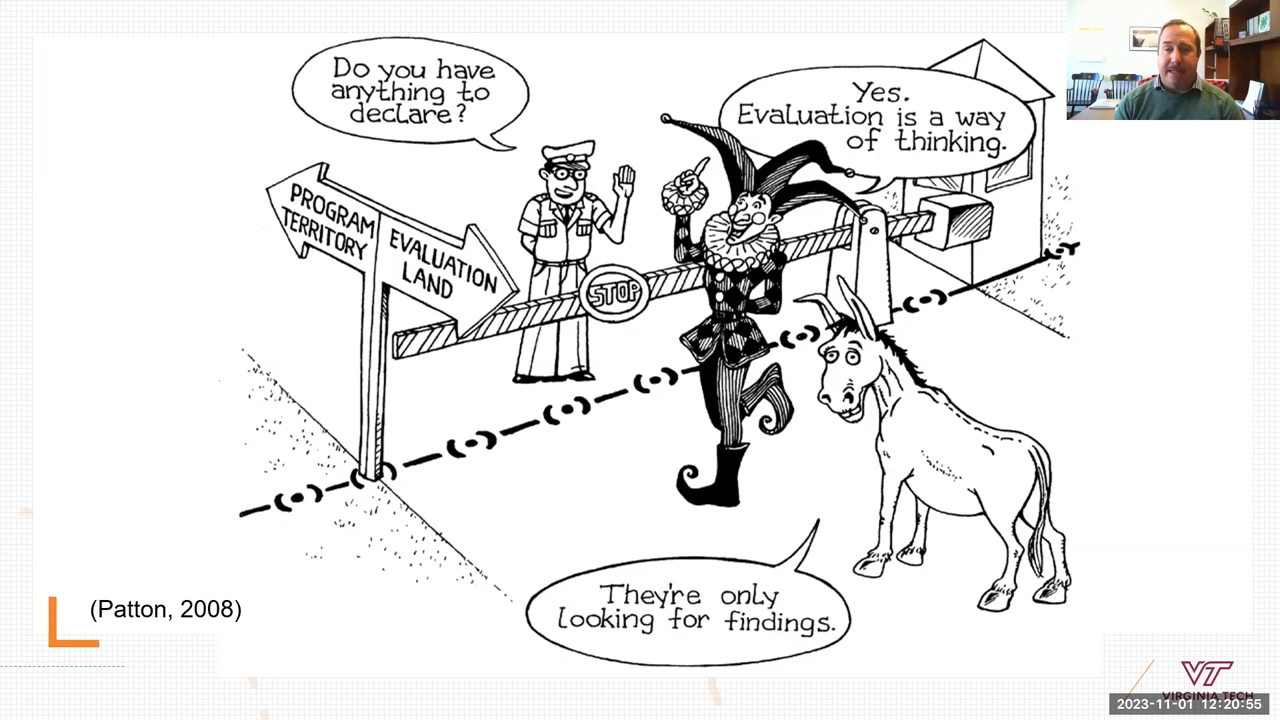 Do you have
anything to
declare?
Yes.
Evaluation is a way
of thinking.
PROGRAM
TERRITORY
EVALUATION
LAND
STOP
They're only
looking for findings.
(Patton, 2008)
VT
VIRGINIA TECH
2023-11-01 12:20:55